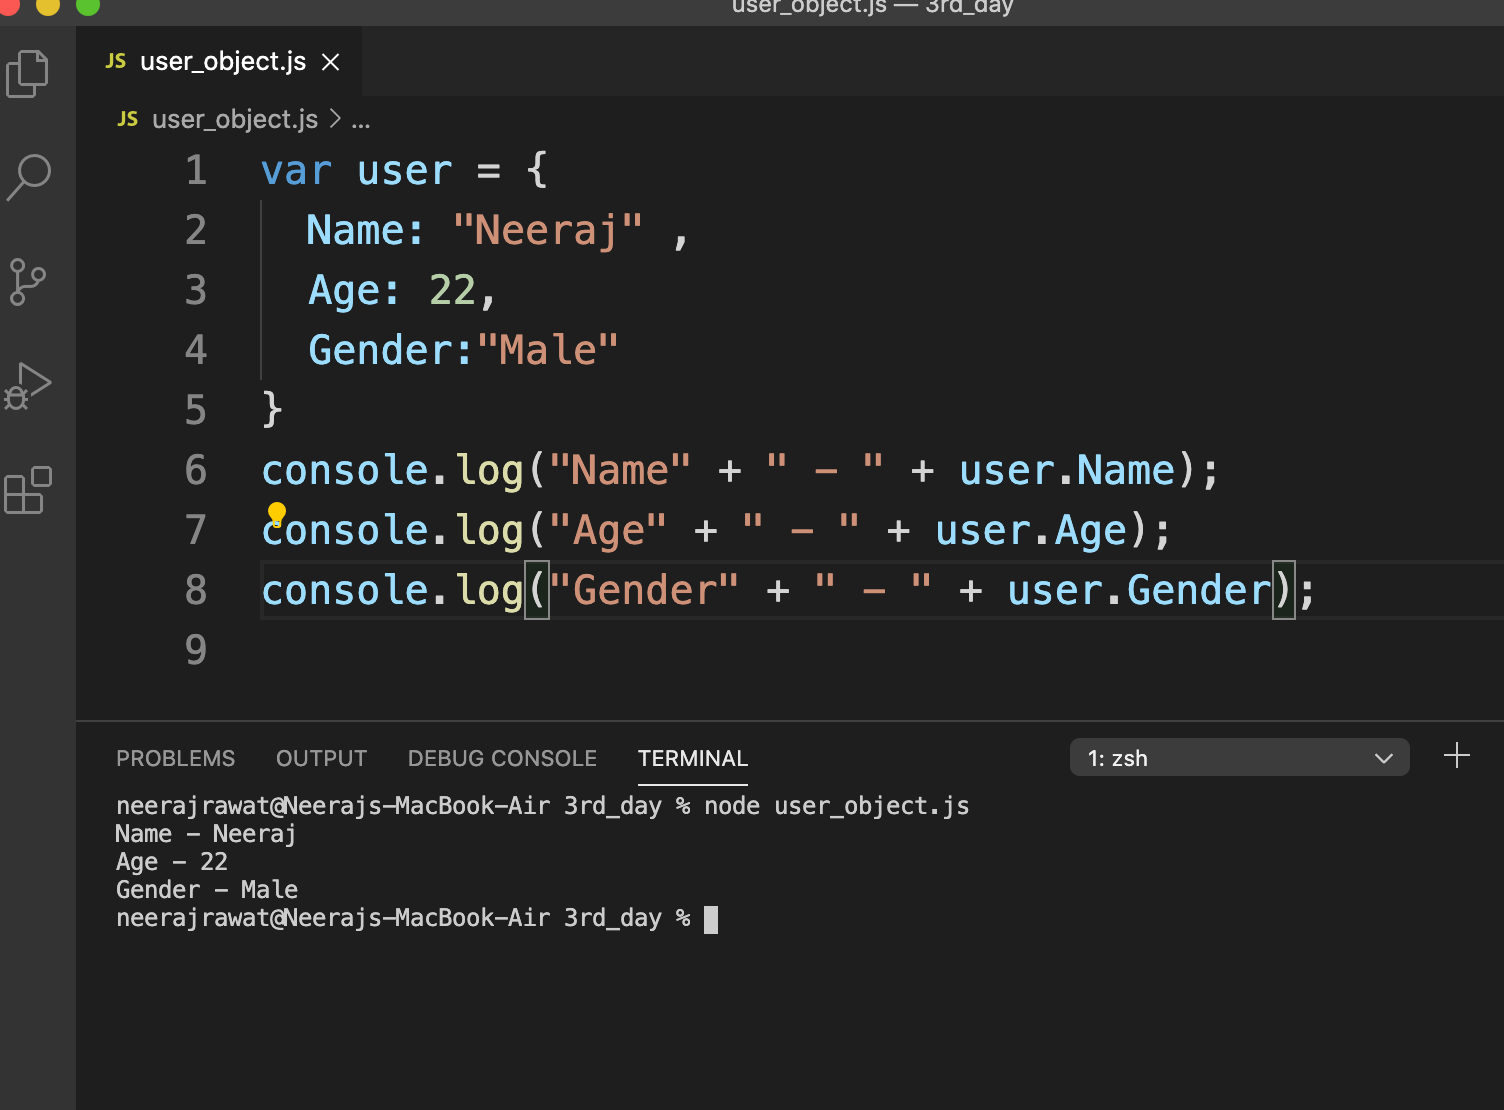 user_object.js — 3rd_day
JS user_object.js
JS user_object.js > ...
1 var user = {
2 Name: "Neeraj" ,
3 Age: 22,
4 Gender:"Male"
5 }
6 console.log("Name" + " - " + user.Name);
7 console.log("Age" + " - " + user.Age);
8 console.log("Gender" + " - " + user.Gender);
9
PROBLEMS OUTPUT DEBUG CONSOLE TERMINAL 1: zsh
neerajrawat@Neerajs-MacBook-Air 3rd_day % node user_object.js
Name - Neeraj
Age - 22
Gender - Male
neerajrawat@Neerajs-MacBook-Air 3rd_day %